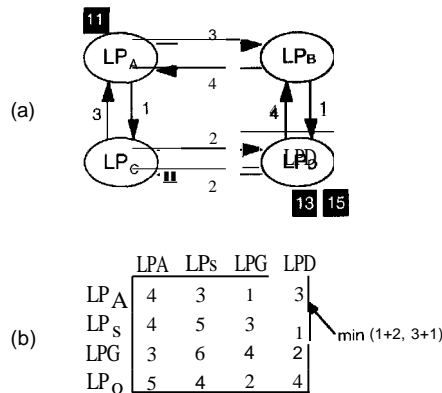 11
3
LPA LPB
4
(a)
3 1 4 1
2
LPC LPD
2
13 15
LPA LPs LPG LPD
LPA 4 3 1 3
LPs 4 5 3 1
(b) min (1+2, 3+1)
LPG 3 6 4 2
LPO 5 4 2 4